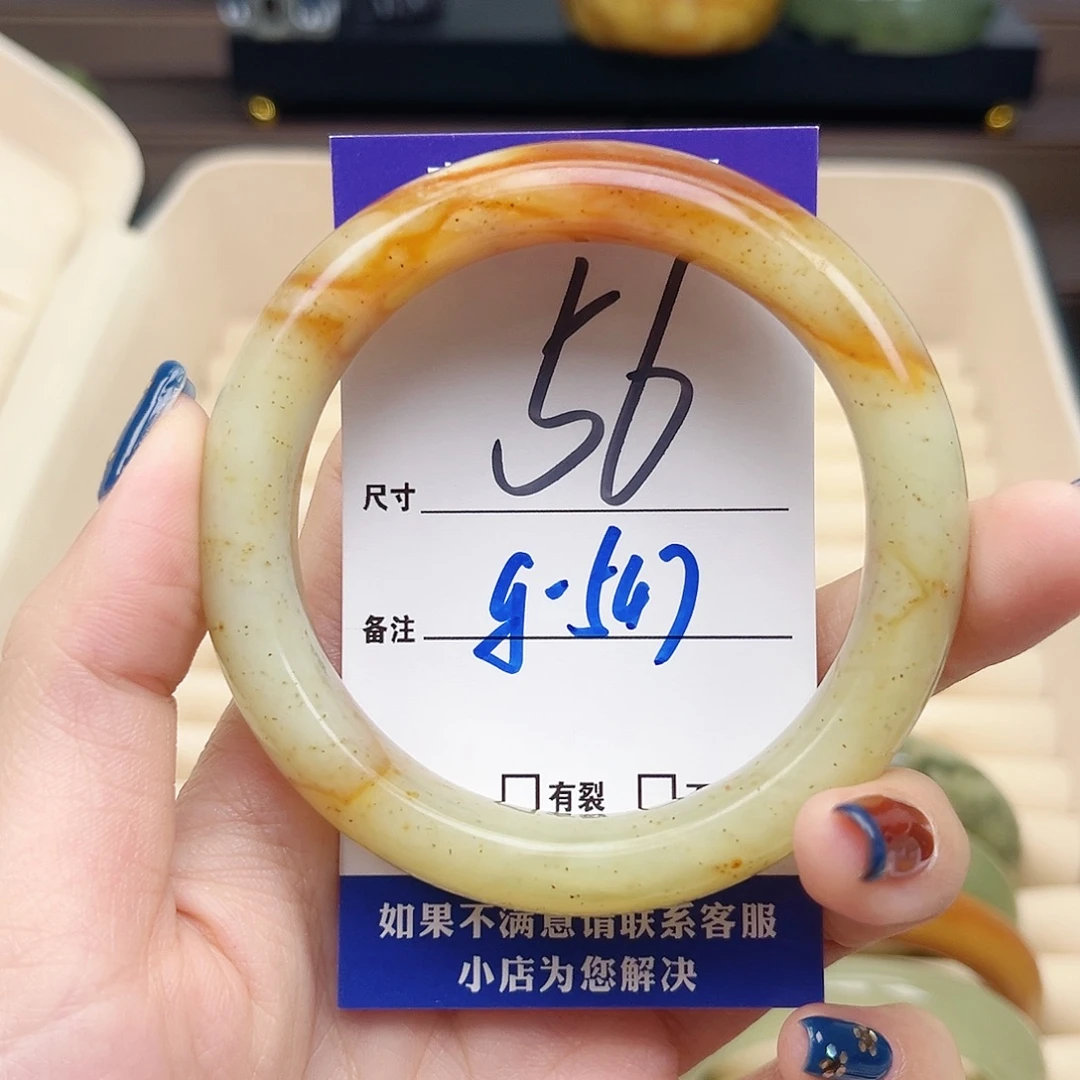 尺寸 56
备注 g-547
有裂
如果不满意请联系客服
小店为您解决